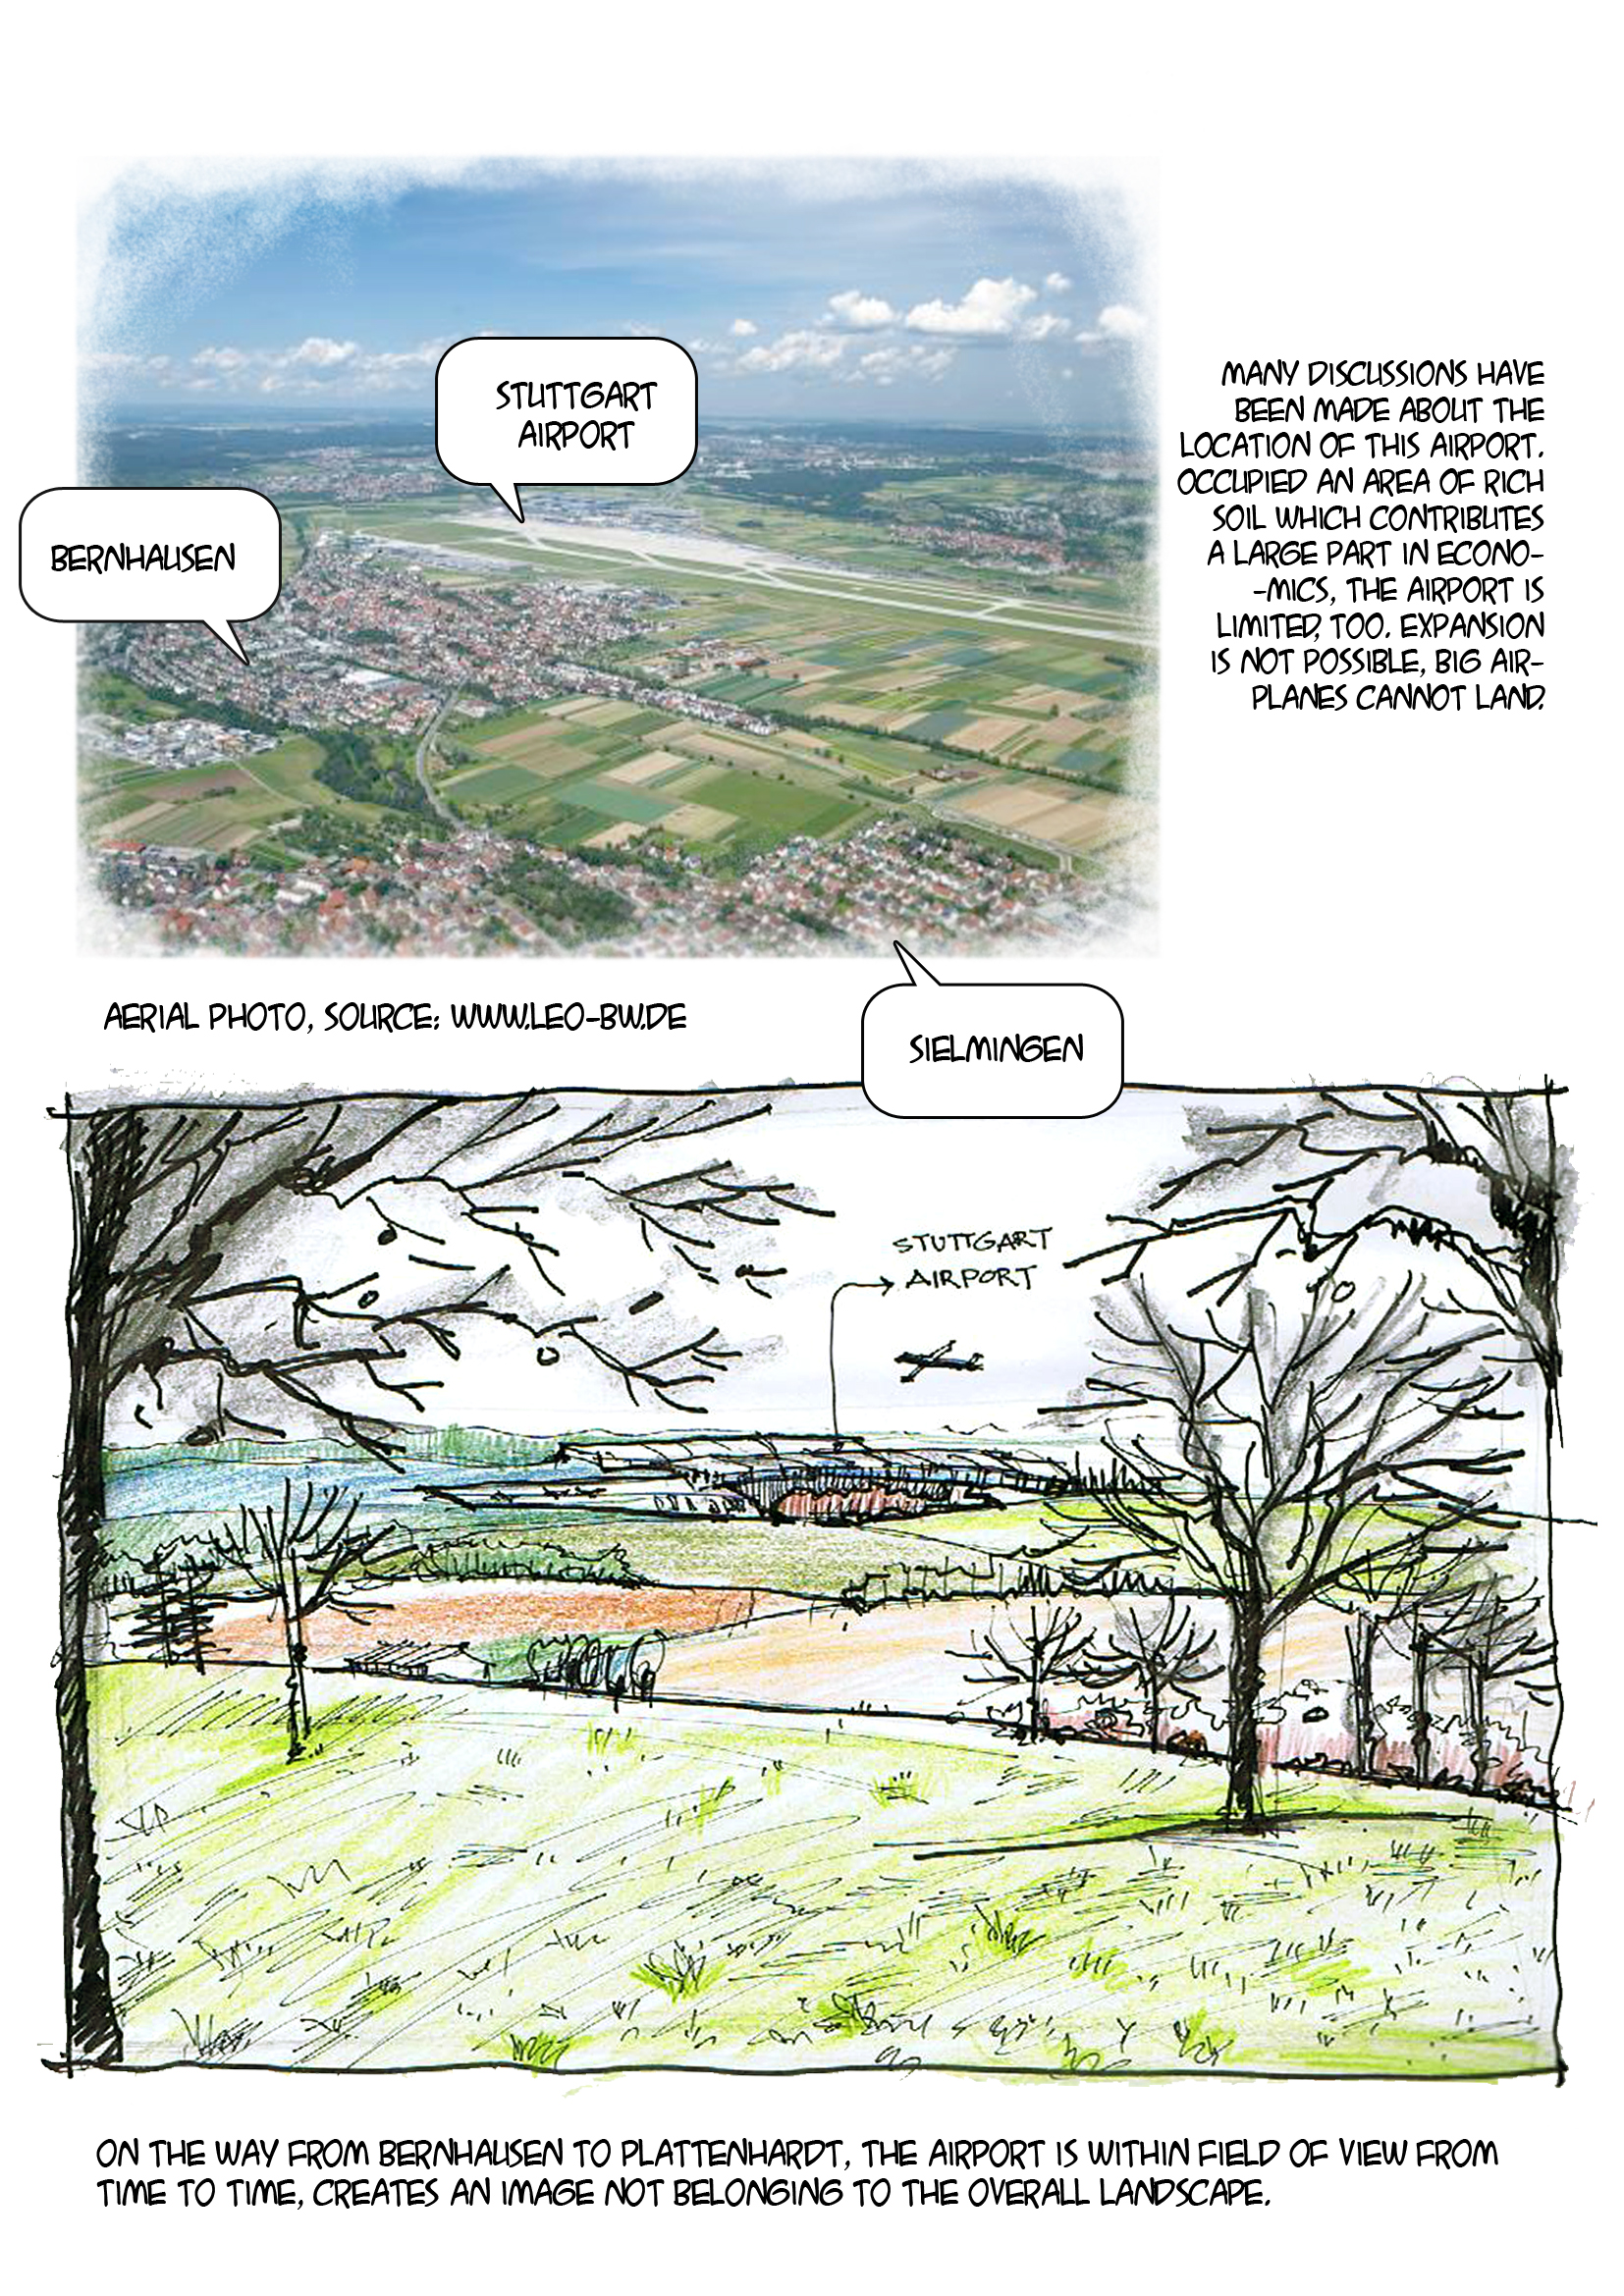 STUTTGART
AIRPORT
BERNHAUSEN
MANY DISCUSSIONS HAVE
BEEN MADE ABOUT THE
LOCATION OF THIS AIRPORT.
OCCUPIED AN AREA OF RICH
SOIL WHICH CONTRIBUTES
A LARGE PART IN ECONO-
-MICS, THE AIRPORT IS
LIMITED, TOO. EXPANSION
IS NOT POSSIBLE, BIG AIR-
PLANES CANNOT LAND.
AERIAL PHOTO, SOURCE: WWW.LEO-BW.DE
SIELMINGEN
STUTTGART
AIRPORT
ON THE WAY FROM BERNHAUSEN TO PLATTENHARDT, THE AIRPORT IS WITHIN FIELD OF VIEW FROM
TIME TO TIME, CREATES AN IMAGE NOT BELONGING TO THE OVERALL LANDSCAPE.